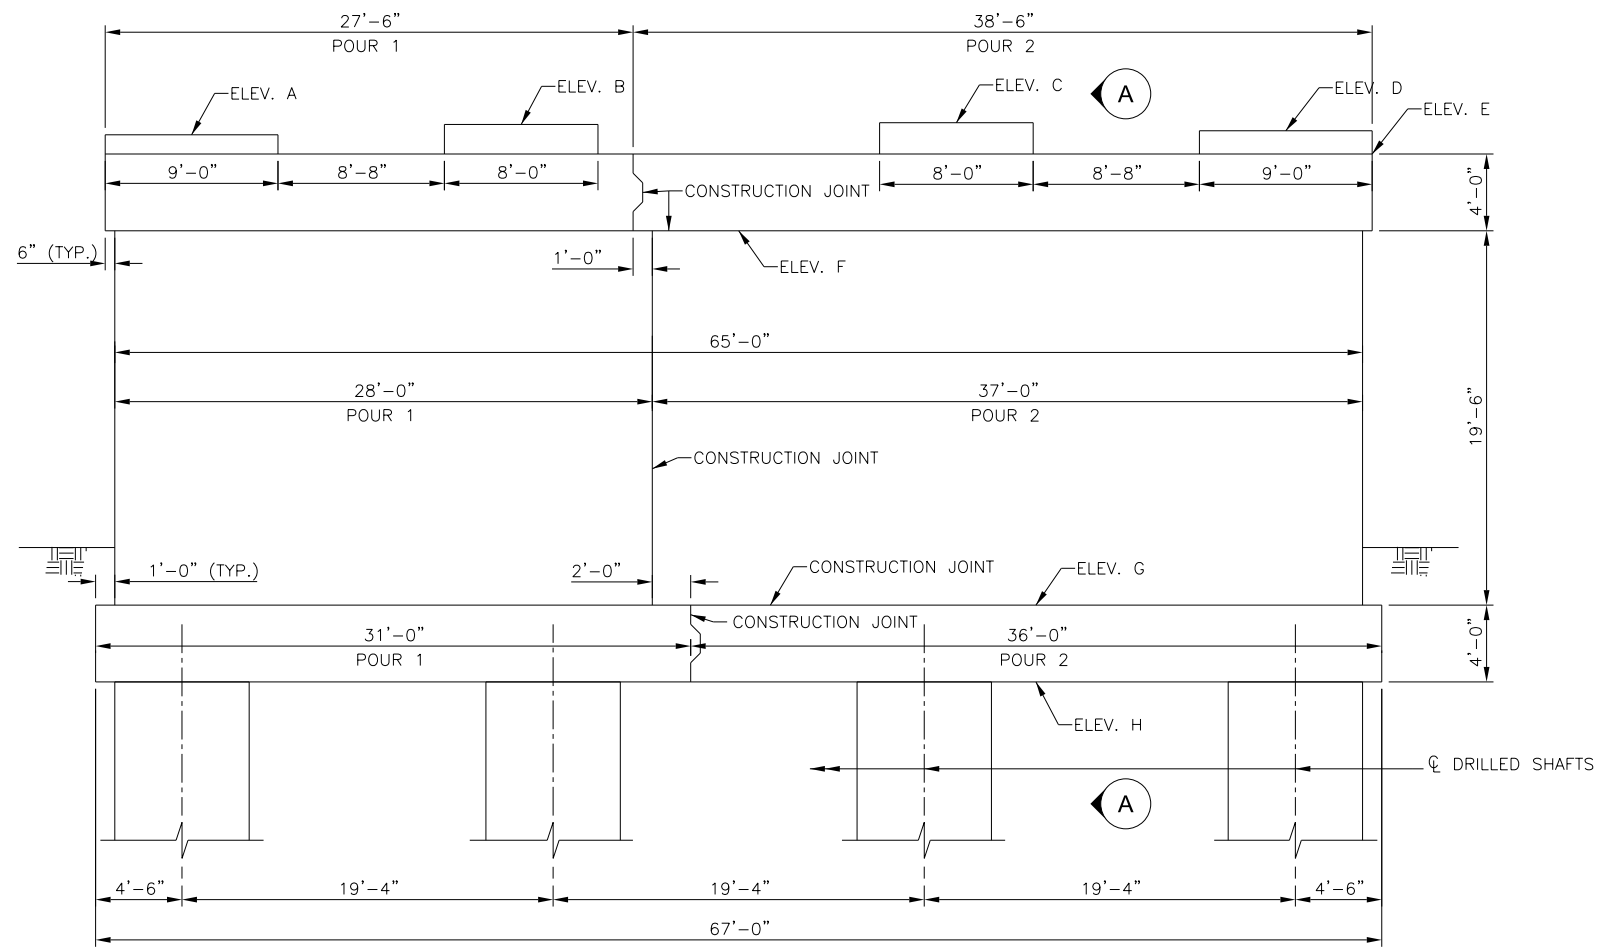 27'-6"
38'-6"
POUR 1
POUR 2
ELEV. A
ELEV. B
ELEV. C
A
ELEV. D
ELEV. E
9'-0"
8'-8"
8'-0"
8'-0"
8'-8"
9'-0"
4'-0"
CONSTRUCTION JOINT
6" (TYP.)
1'-0"
ELEV. F
65'-0"
28'-0"
37'-0"
POUR 1
POUR 2
19'-6"
CONSTRUCTION JOINT
1'-0" (TYP.)
2'-0"
CONSTRUCTION JOINT
ELEV. G
CONSTRUCTION JOINT
31'-0"
36'-0"
POUR 1
POUR 2
4'-0"
ELEV. H
℄ DRILLED SHAFTS
A
4'-6"
19'-4"
19'-4"
19'-4"
4'-6"
67'-0"